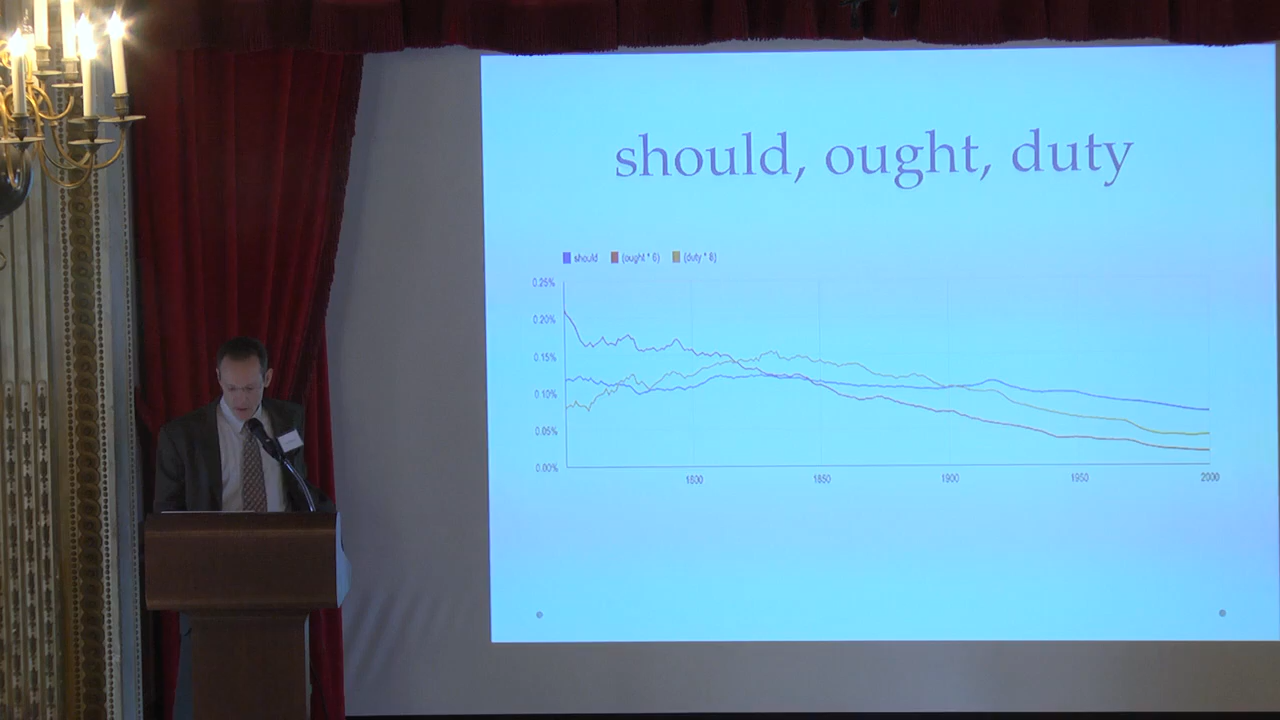 should, ought, duty
should (ought * 6) (duty * 8)
0.25%
0.20%
0.15%
0.10%
0.05%
0.00%
1800 1850 1900 1950 2000